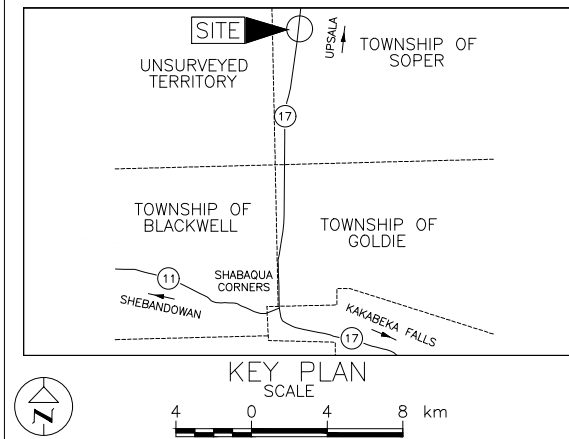 SITE
UPSALA
TOWNSHIP OF
SOPER
UNSURVEYED
TERRITORY
17
TOWNSHIP OF
BLACKWELL
TOWNSHIP OF
GOLDIE
SHABAQUA
CORNERS
11
SHEBANDOWAN
KAKABEKA FALLS
17
KEY PLAN
SCALE
N
4 0 4 8 km